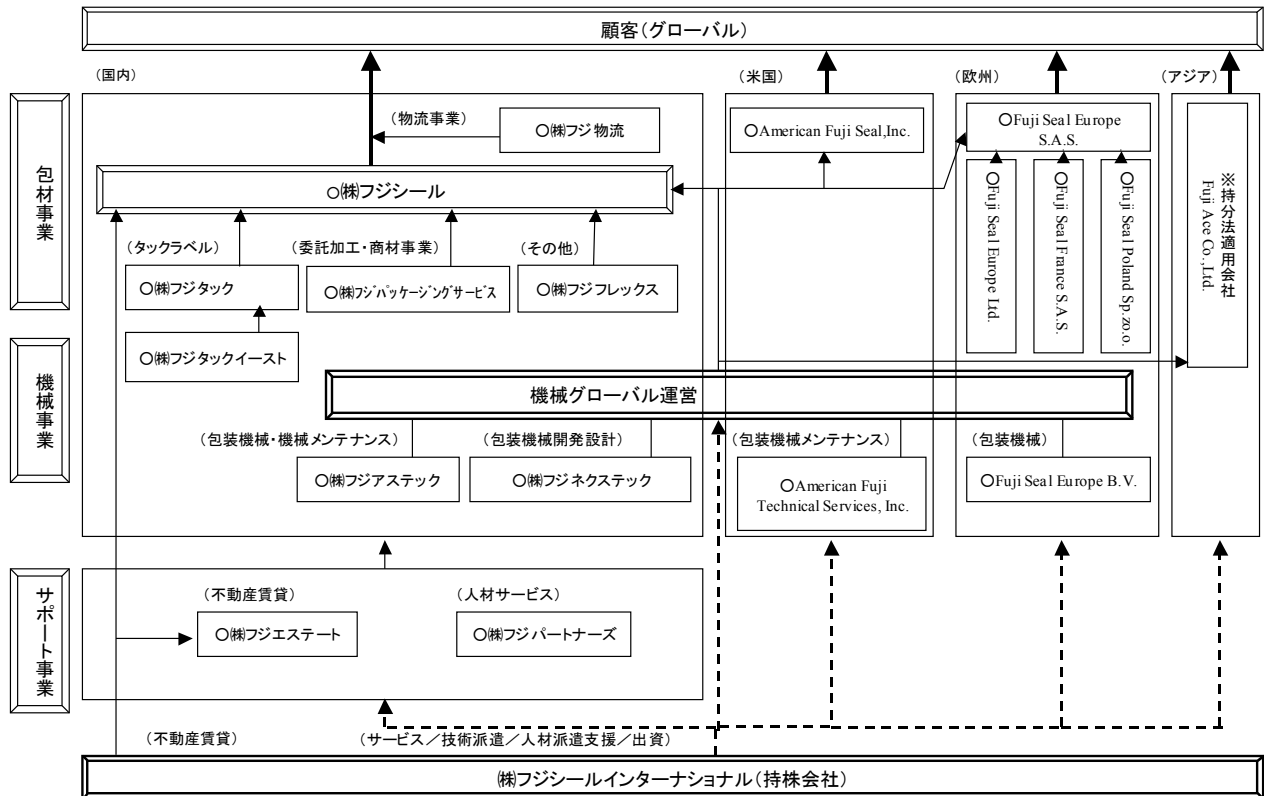 顧客(グローバル)
(国内)
(米国)
(欧州)
(アジア)
包材事業
(物流事業)
○㈱フジ物流
○American Fuji Seal,Inc.
○Fuji Seal Europe
S.A.S.
○㈱フジシール
○Fuji Seal Europe Ltd.
○Fuji Seal France S.A.S.
○Fuji Seal Poland Sp.zo.o.
※持分法適用会社
Fuji Ace Co.,Ltd.
(タックラベル)
(委託加工・商材事業)
(その他)
○㈱フジタック
○㈱フジパッケージングサービス
○㈱フジフレックス
○㈱フジタックイースト
機械事業
機械グローバル運営
(包装機械・機械メンテナンス)
(包装機械開発設計)
(包装機械メンテナンス)
(包装機械)
○㈱フジアステック
○㈱フジネクステック
○American Fuji
Technical Services, Inc.
○Fuji Seal Europe B.V.
サポート事業
(不動産賃貸)
(人材サービス)
○㈱フジエステート
○㈱フジパートナーズ
(不動産賃貸)
(サービス/技術派遣/人材派遣支援/出資)
㈱フジシールインターナショナル(持株会社)